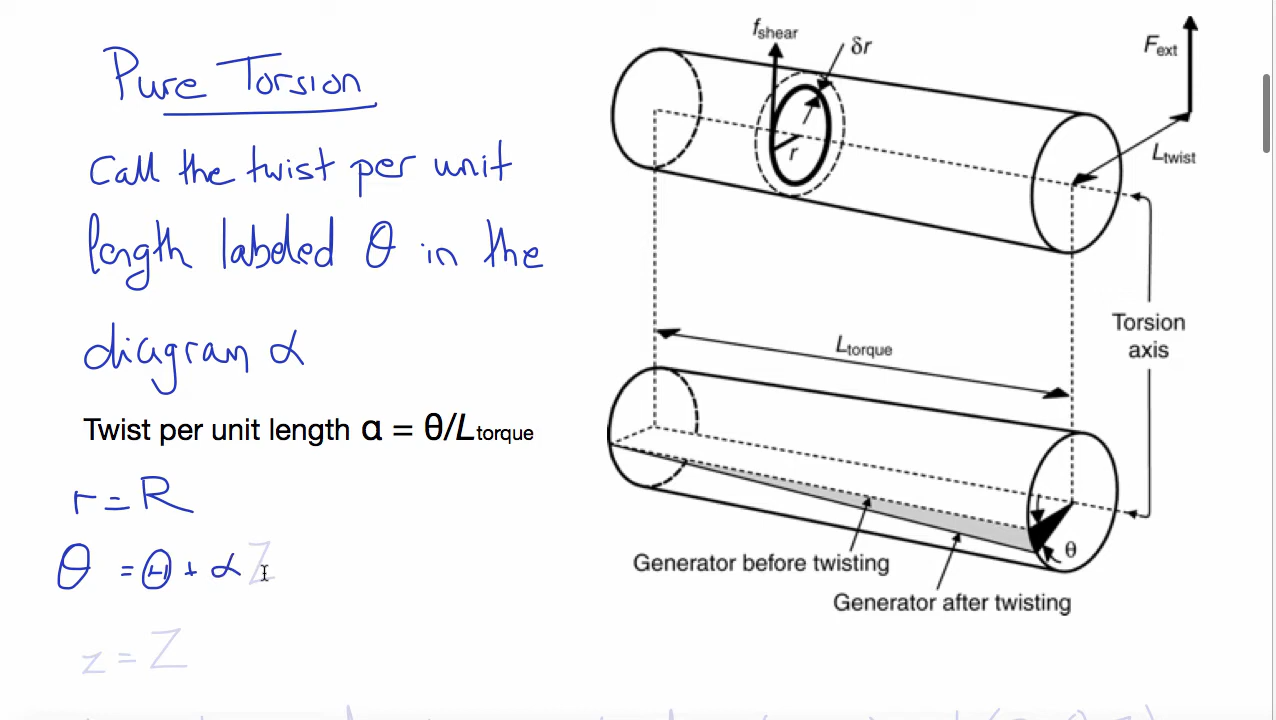 Pure Torsion
Call the twist per unit
length labeled θ in the
diagram α
Twist per unit length α = θ/Ltorque
r = R
θ = Θ + α Z
z = Z
fshear
δr
r
Fext
Ltwist
Torsion
axis
Ltorque
θ
Generator before twisting
Generator after twisting